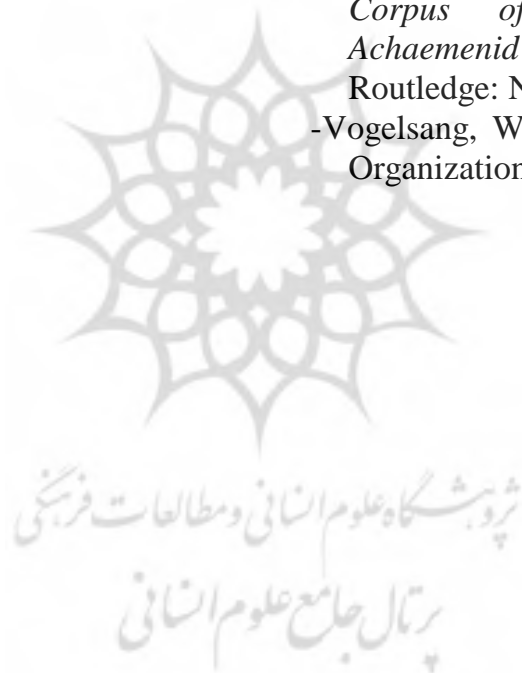 Corpus of
Achaemenid
Routledge: N
-Vogelsang, W
Organization
پژوهشگاه علوم انسانی و مطالعات فرهنگی
پرتال جامع علوم انسانی